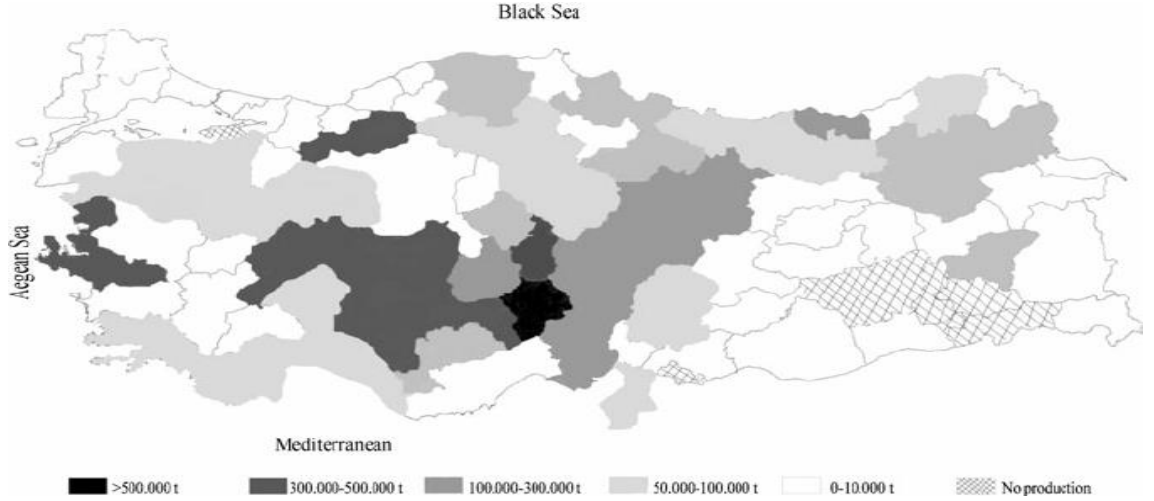 Black Sea
Aegean Sea
Mediterranean
>500.000 t
300.000-500.000 t
100.000-300.000 t
50.000-100.000 t
0-10.000 t
No production